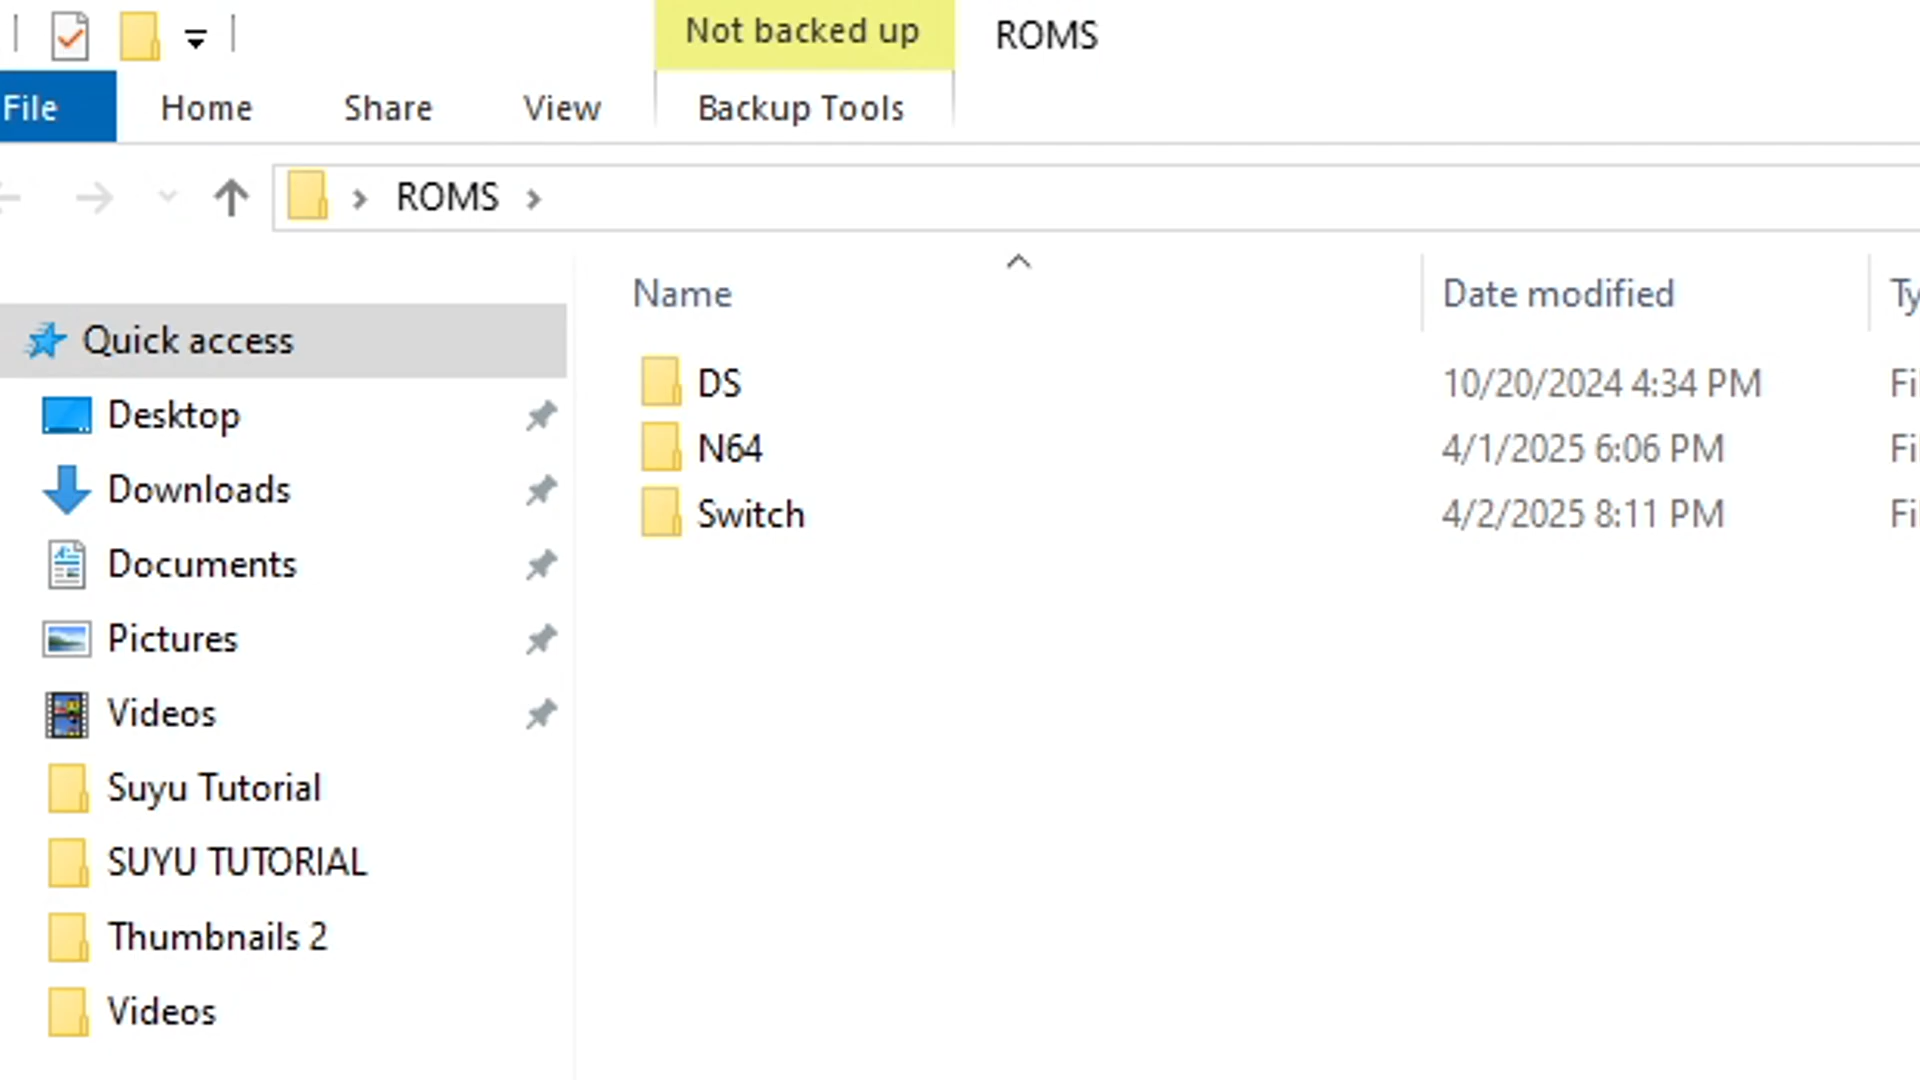 Not backed up
ROMS
File
Home
Share
View
Backup Tools
ROMS
Name
Date modified
Ty
Quick access
Desktop
Downloads
Documents
Pictures
Videos
Suyu Tutorial
SUYU TUTORIAL
Thumbnails 2
Videos
DS 10/20/2024 4:34 PM Fi
N64 4/1/2025 6:06 PM Fi
Switch 4/2/2025 8:11 PM Fi